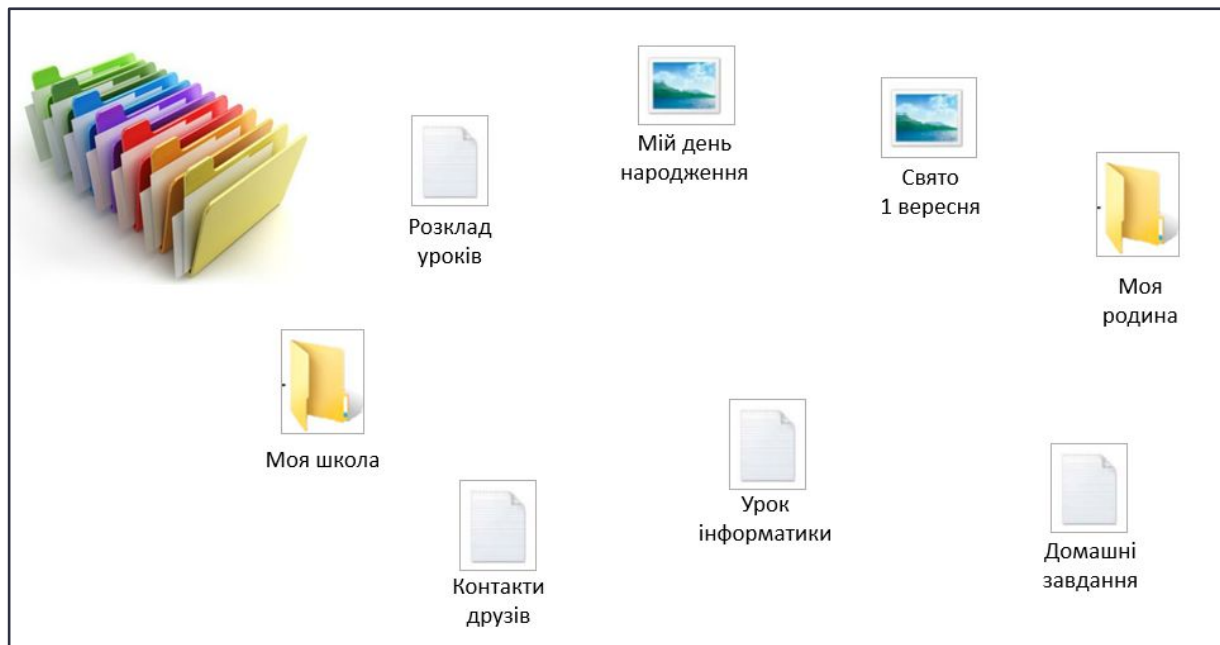 Мій день
народження
Свято
1 вересня
Розклад
уроків
Моя
родина
Моя школа
Урок
інформатики
Домашні
завдання
Контакти
друзів